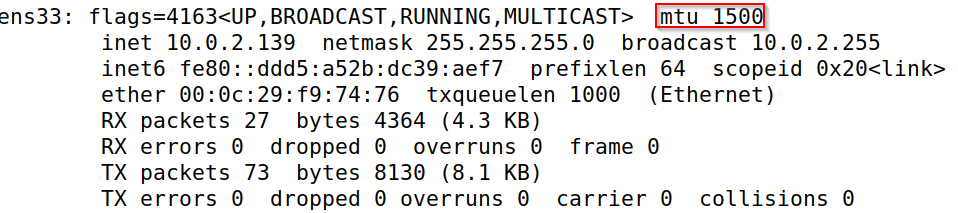 ens33: flags=4163<UP,BROADCAST,RUNNING,MULTICAST>  mtu 1500
inet 10.0.2.139  netmask 255.255.255.0  broadcast 10.0.2.255
inet6 fe80::ddd5:a52b:dc39:aef7  prefixlen 64  scopeid 0x20<link>
ether 00:0c:29:f9:74:76  txqueuelen 1000  (Ethernet)
RX packets 27  bytes 4364 (4.3 KB)
RX errors 0  dropped 0  overruns 0  frame 0
TX packets 73  bytes 8130 (8.1 KB)
TX errors 0  dropped 0 overruns 0  carrier 0  collisions 0